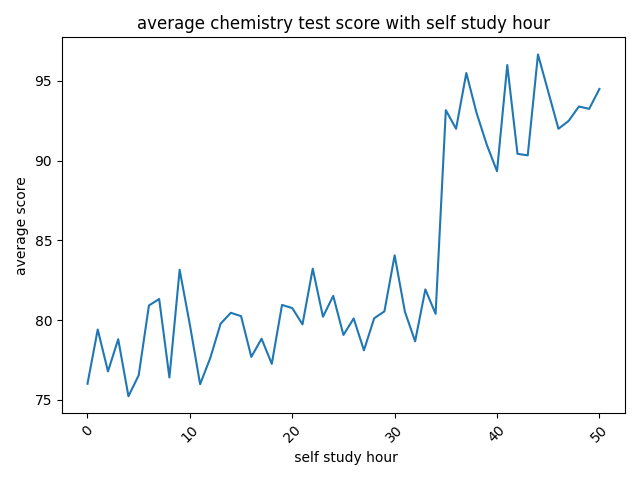 average chemistry test score with self study hour
95
90
85
80
75
average score
0 10 20 30 40 50
self study hour